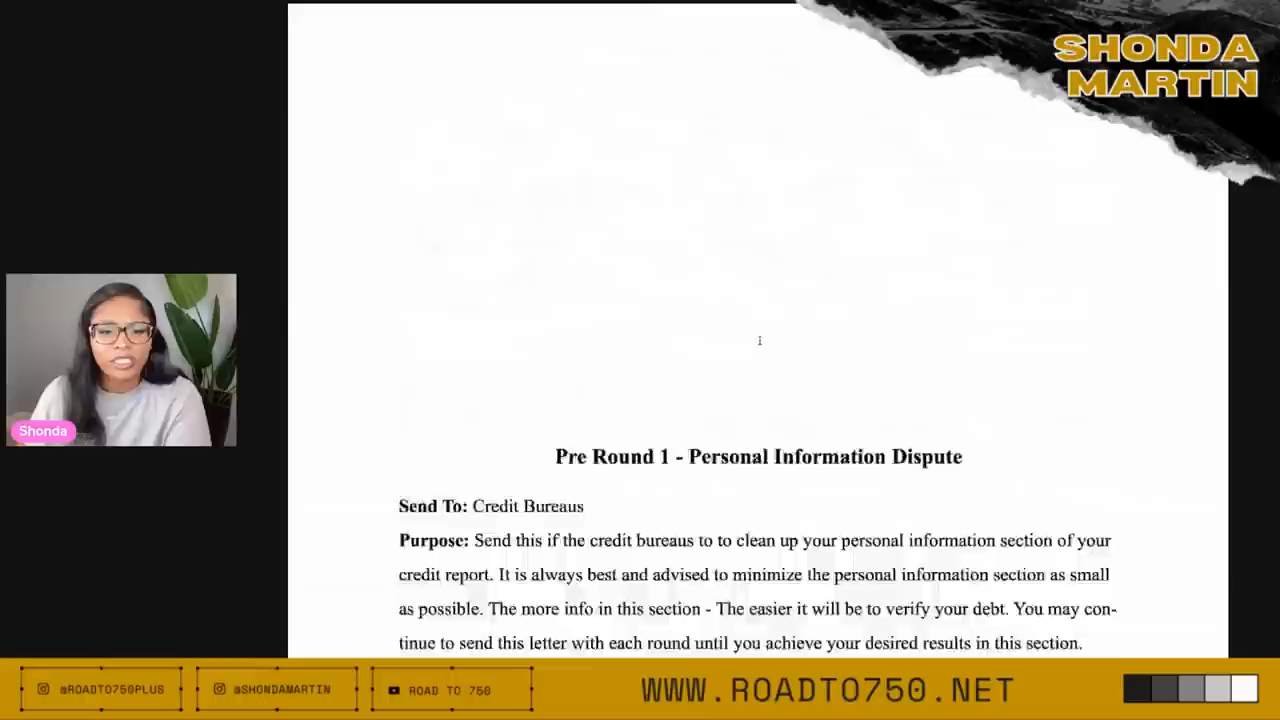 SHONDA
MARTIN
Shonda
Pre Round 1 - Personal Information Dispute
Send To: Credit Bureaus
Purpose: Send this if the credit bureaus to to clean up your personal information section of your
credit report. It is always best and advised to minimize the personal information section as small
as possible. The more info in this section - The easier it will be to verify your debt. You may con-
tinue to send this letter with each round until you achieve your desired results in this section.
@ROADTO750PLUS
@SHONDAMARTIN
ROAD TO 750
WWW.ROADTO750.NET